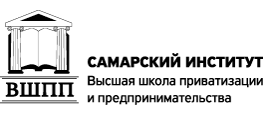 ВШПП
САМАРСКИЙ ИНСТИТУТ
Высшая школа приватизации
и предпринимательства